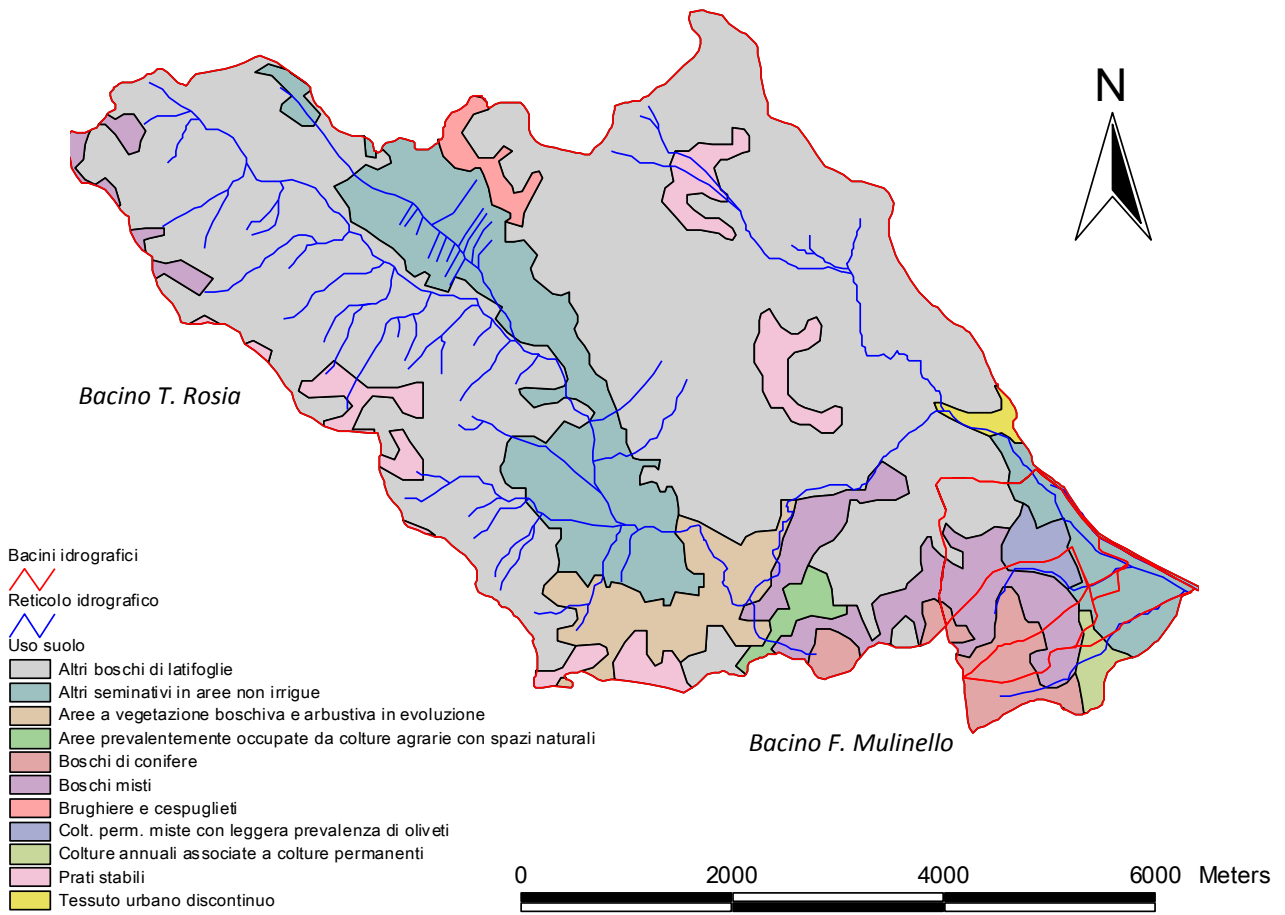 N
Bacino T. Rosia
Bacini idrografici
Reticolo idrografico
Uso suolo
Altri boschi di latifoglie
Altri seminativi in aree non irrigue
Aree a vegetazione boschiva e arbustiva in evoluzione
Aree prevalentemente occupate da colture agrarie con spazi naturali
Boschi di conifere
Boschi misti
Brughiere e cespuglieti
Colt. perm. miste con leggera prevalenza di oliveti
Colture annuali associate a colture permanenti
Prati stabili
Tessuto urbano discontinuo
Bacino F. Mulinello
0 2000 4000 6000 Meters